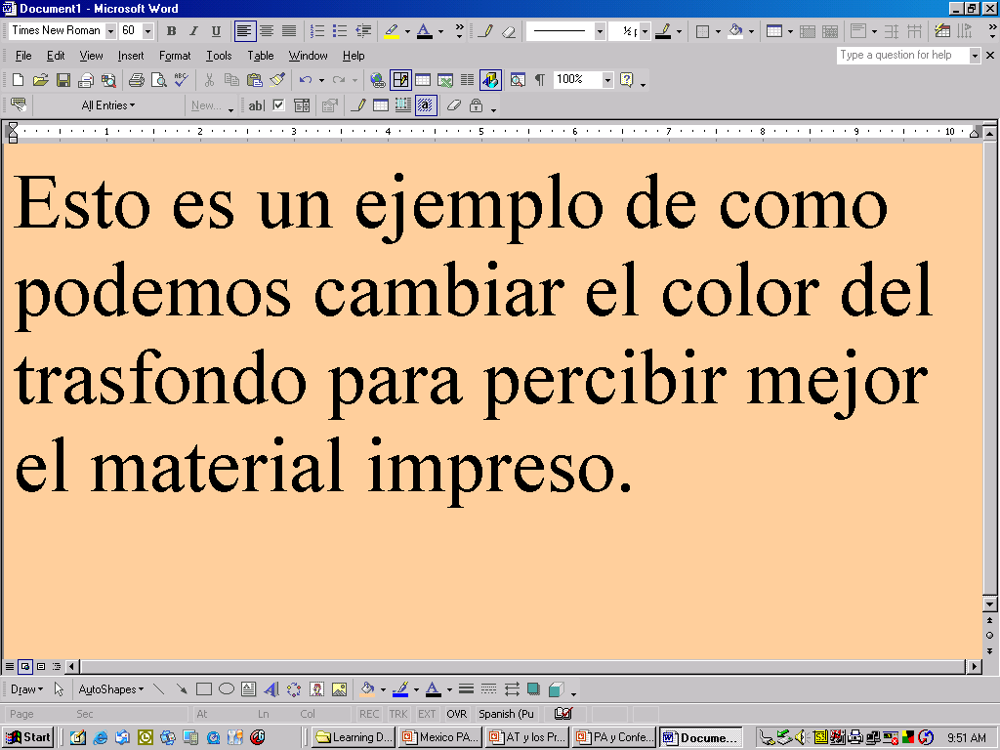 Document1 - Microsoft Word
Times New Roman 60 B I U ½
File Edit View Insert Format Tools Table Window Help Type a question for help
100%
All Entries New... ab|
1 2 3 4 5 6 7 8 9 10
Esto es un ejemplo de como
podemos cambiar el color del
trasfondo para percibir mejor
el material impreso.
Draw AutoShapes
Page Sec At Ln Col REC TRK EXT OVR Spanish (Pu
Start Learning D... Mexico PA... AT y los Pr... PA y Confe... Docume... 9:51 AM